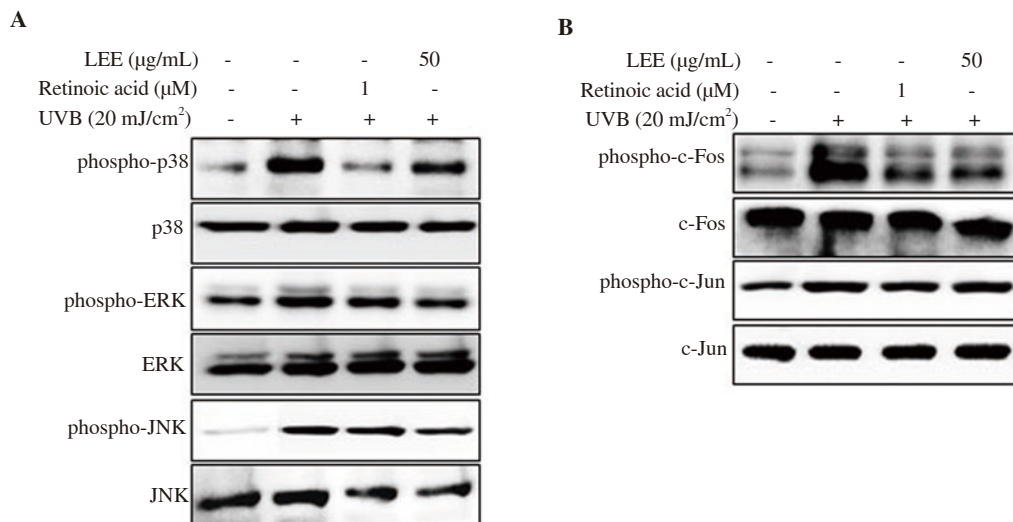 A
LEE (μg/mL) - - - 50
Retinoic acid (μM) - - 1 -
UVB (20 mJ/cm²) - + + +
phospho-p38
p38
phospho-ERK
ERK
phospho-JNK
JNK
B
LEE (μg/mL) - - - 50
Retinoic acid (μM) - - 1 -
UVB (20 mJ/cm²) - + + +
phospho-c-Fos
c-Fos
phospho-c-Jun
c-Jun